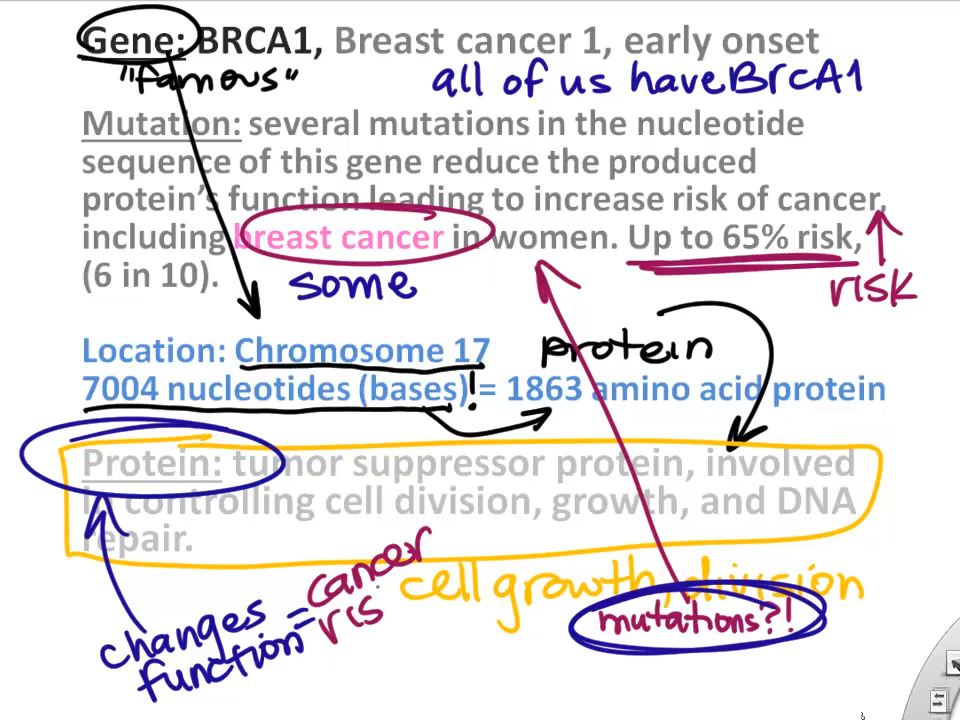 Gene: BRCA1, Breast cancer 1, early onset
"famous" all of us have BrcA1
Mutation: several mutations in the nucleotide
sequence of this gene reduce the produced
protein's function leading to increase risk of cancer,
including breast cancer in women. Up to 65% risk,
(6 in 10).
some
risk
Location: Chromosome 17
protein
7004 nucleotides (bases)! = 1863 amino acid protein
Protein: tumor suppressor protein, involved
in controlling cell division, growth, and DNA
repair.
cell growth, division
changes
function = cancer
ris
mutations?!